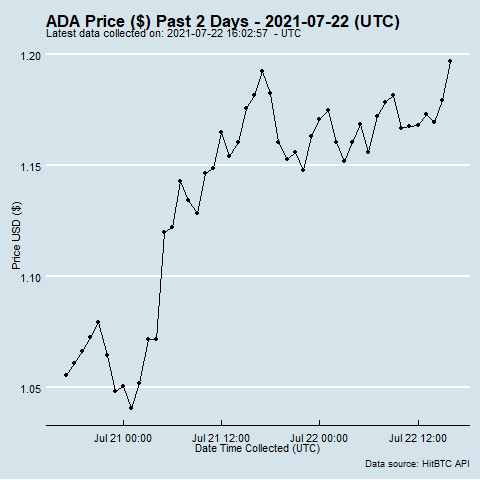 ADA Price ($) Past 2 Days - 2021-07-22 (UTC)
Latest data collected on: 2021-07-22 16:02:57 - UTC
1.20
1.15
1.10
1.05
Price USD ($)
Jul 21 00:00 Jul 21 12:00 Jul 22 00:00 Jul 22 12:00
Date Time Collected (UTC)
Data source: HitBTC API